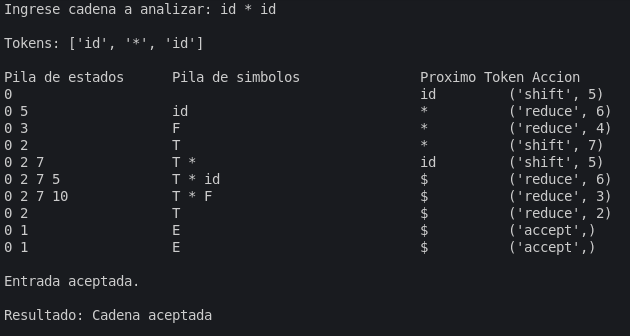 Ingrese cadena a analizar: id * id
Tokens: ['id', '*', 'id']
Pila de estados      Pila de simbolos               Proximo Token Accion
0                                                   id         ('shift', 5)
0 5                  id                             *          ('reduce', 6)
0 3                  F                              *          ('reduce', 4)
0 2                  T                              *          ('shift', 7)
0 2 7                T *                            id         ('shift', 5)
0 2 7 5              T * id                         $          ('reduce', 6)
0 2 7 10             T * F                          $          ('reduce', 3)
0 2                  T                              $          ('reduce', 2)
0 1                  E                              $          ('accept',)
0 1                  E                              $          ('accept',)
Entrada aceptada.
Resultado: Cadena aceptada